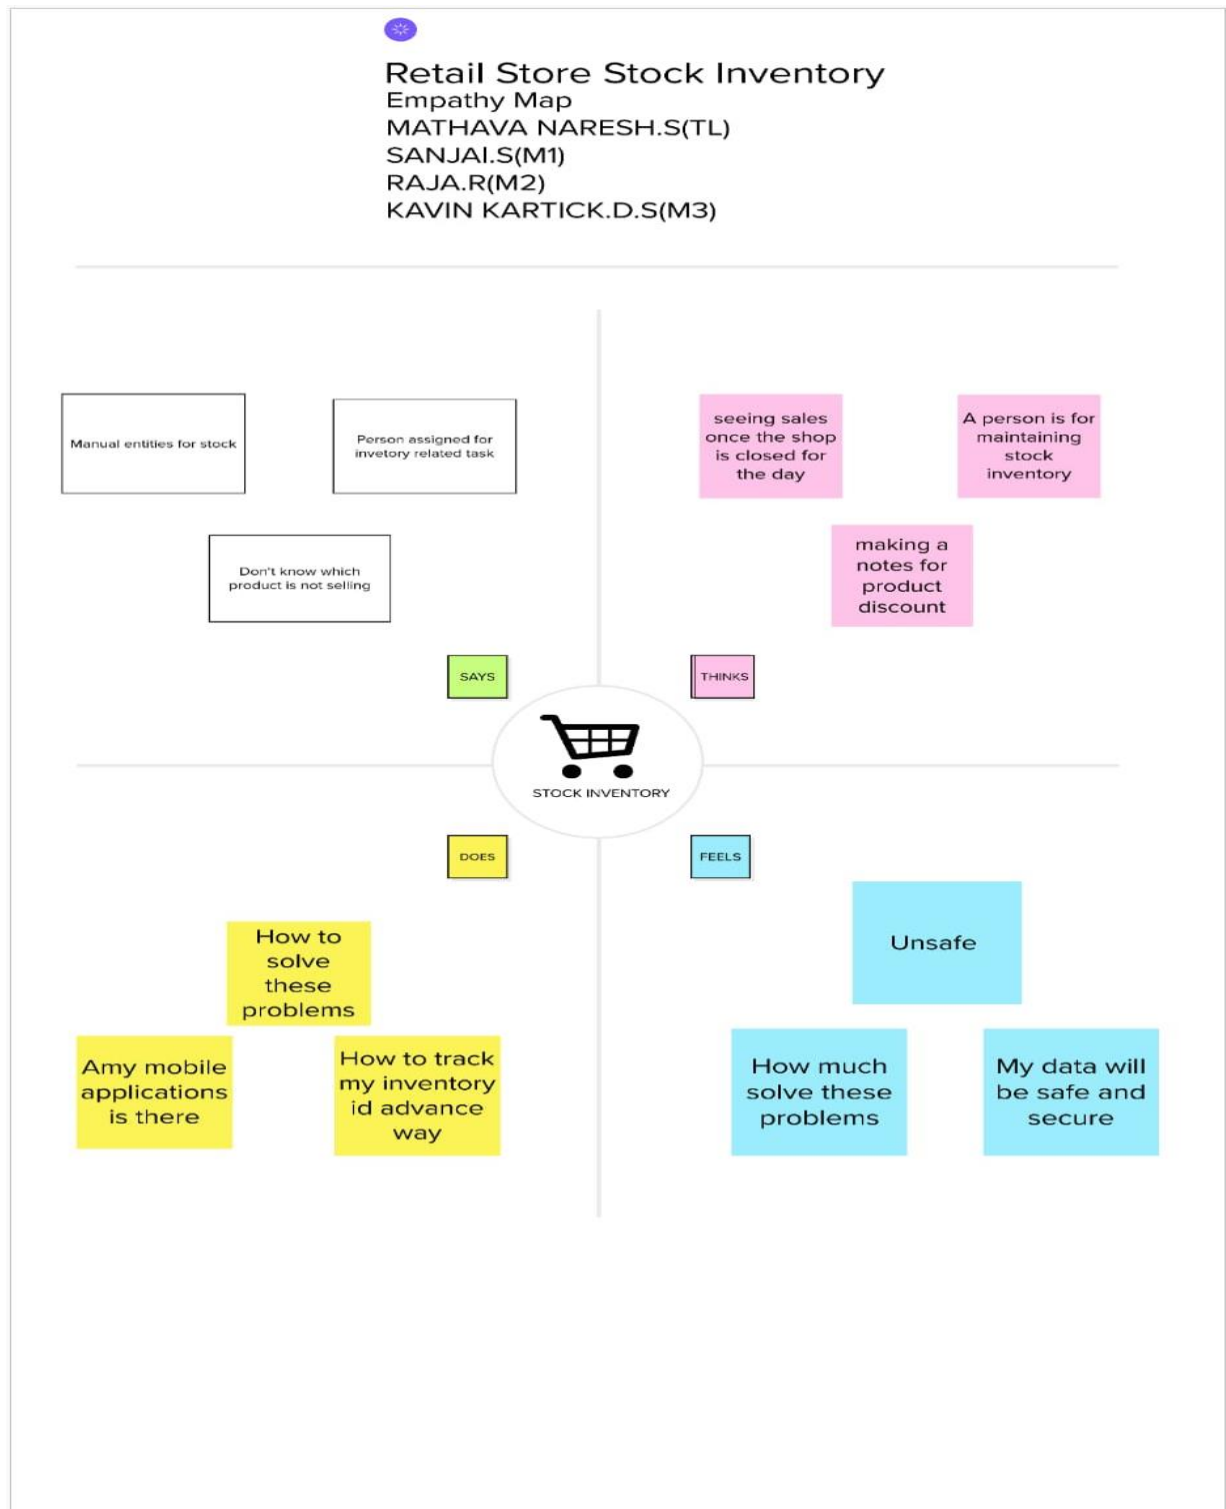 Retail Store Stock Inventory
Empathy Map
MATHAVA NARESH.S(TL)
SANJAI.S(M1)
RAJA.R(M2)
KAVIN KARTICK.D.S(M3)
Manual entities for stock
Person assigned for
invetory related task
Don't know which
product is not selling
SAYS
seeing sales
once the shop
is closed for
the day
A person is for
maintaining
stock
inventory
making a
notes for
product
discount
THINKS
STOCK INVENTORY
DOES
How to
solve
these
problems
Amy mobile
applications
is there
How to track
my inventory
id advance
way
FEELS
Unsafe
How much
solve these
problems
My data will
be safe and
secure